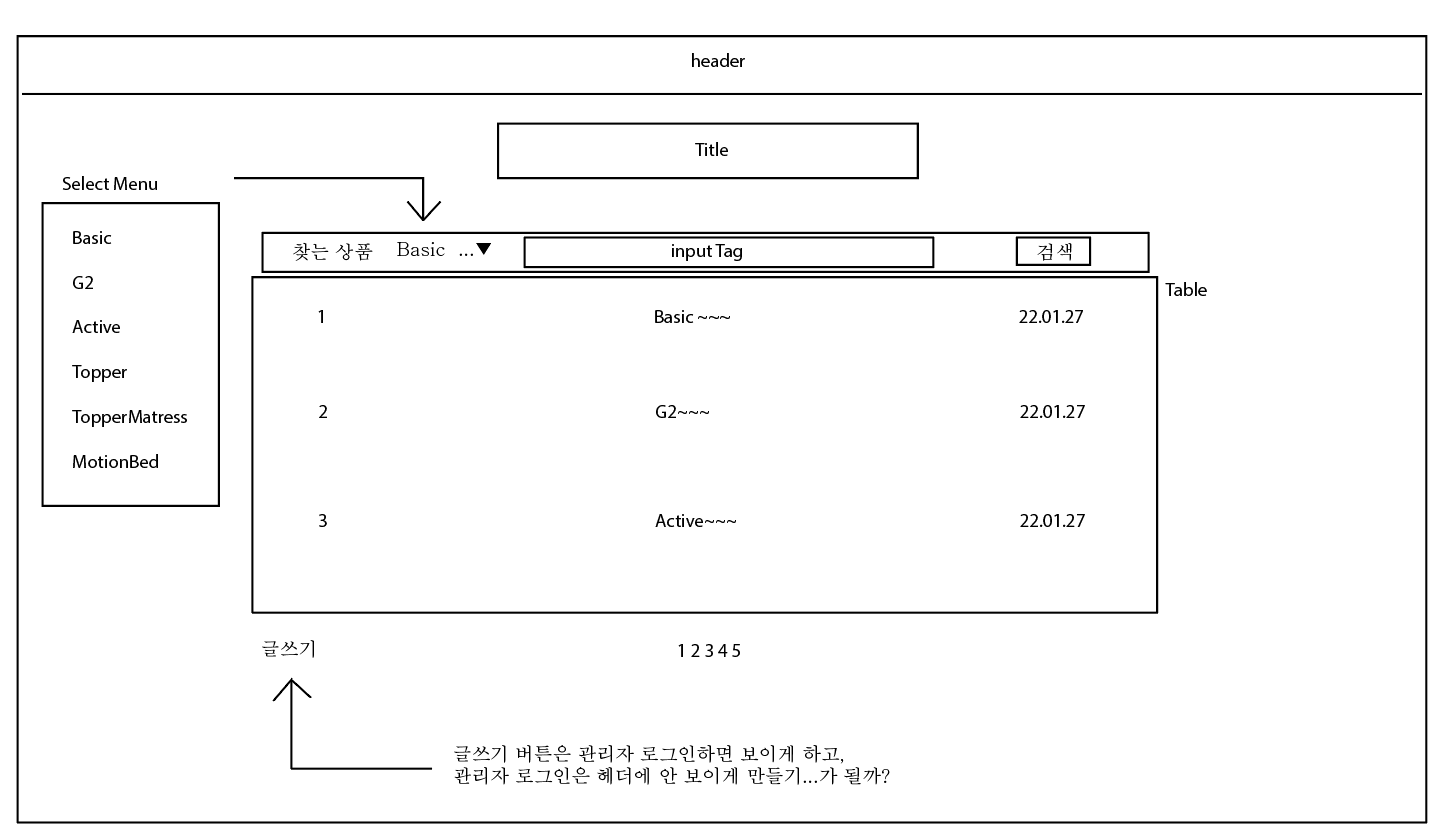 header
Title
Select Menu
Basic
G2
Active
Topper
TopperMatress
MotionBed
찾는 상품 Basic ...▼ inputTag 검색
Table
1 Basic ~~~ 22.01.27
2 G2~~~ 22.01.27
3 Active~~~ 22.01.27
글쓰기 1 2 3 4 5
글쓰기 버튼은 관리자 로그인하면 보이게 하고,
관리자 로그인은 헤더에 안 보이게 만들기...가 될까?